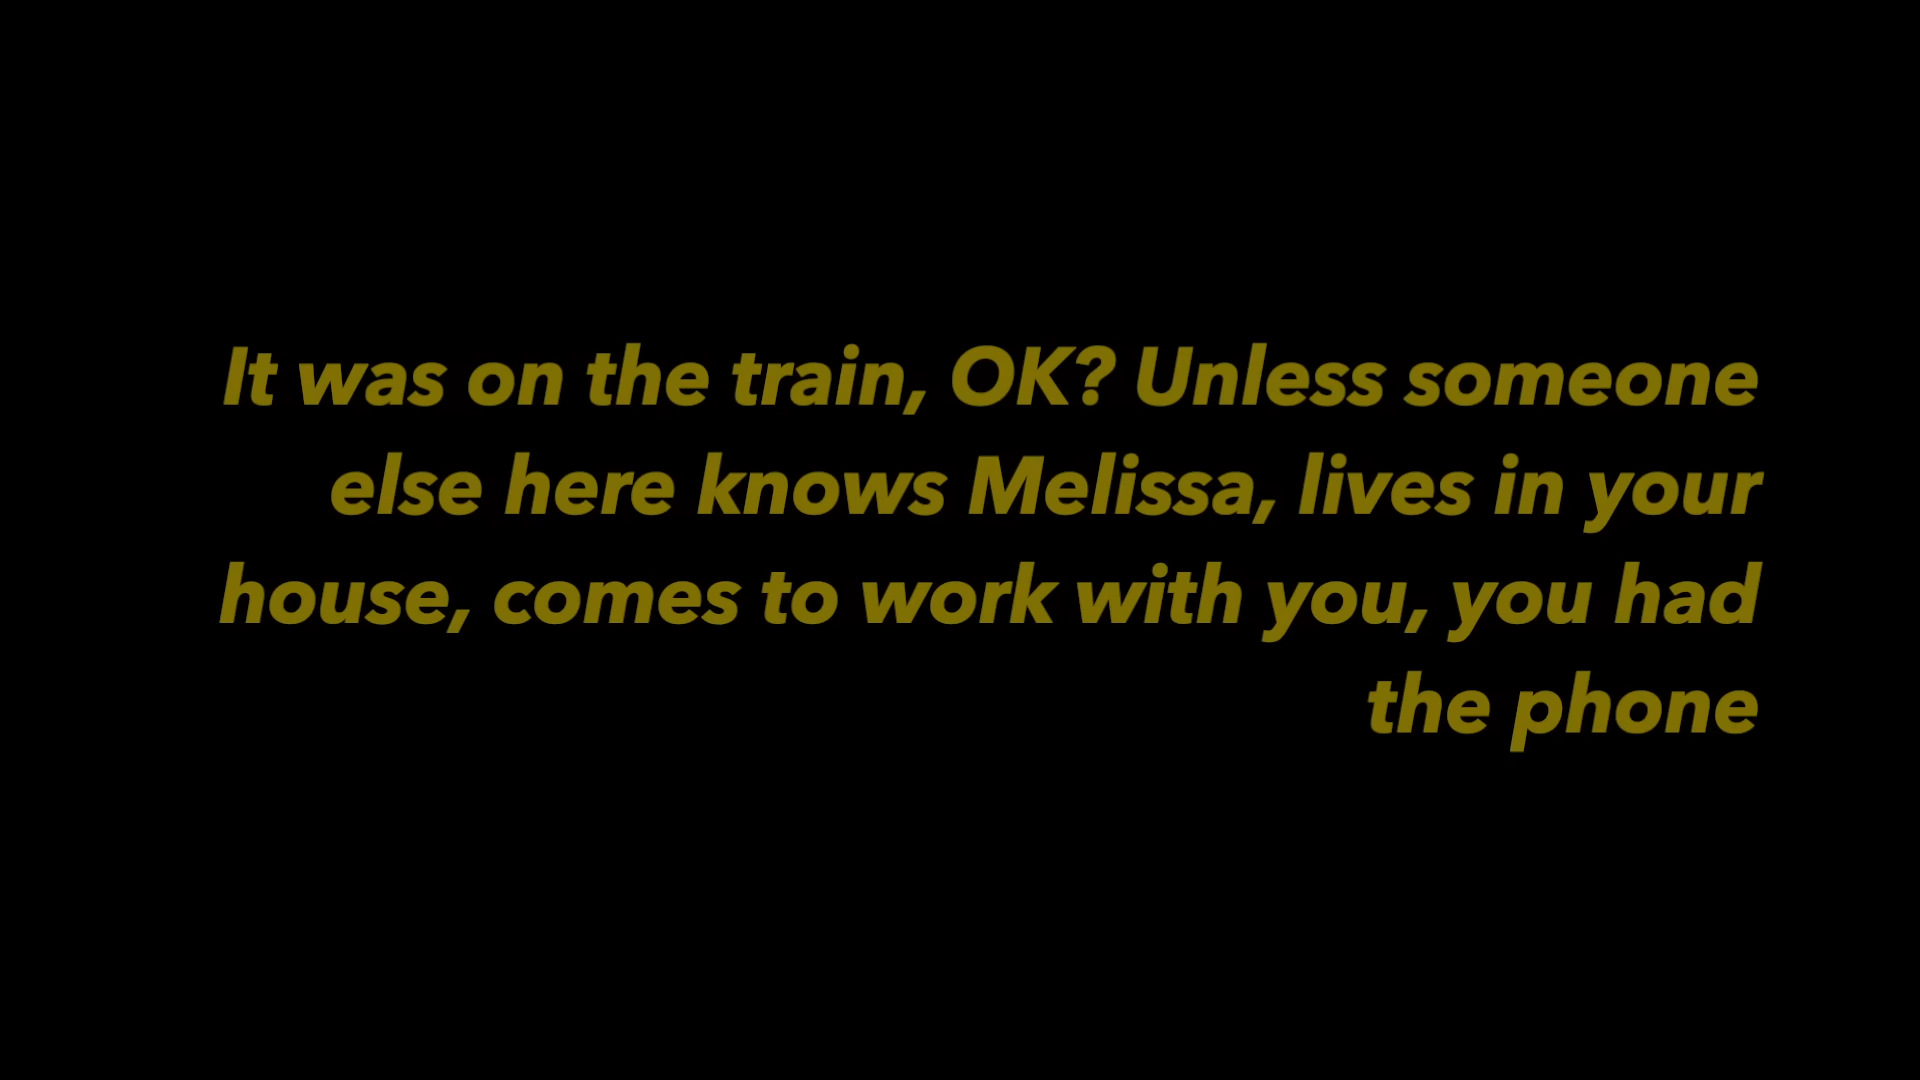 It was on the train, OK? Unless someone
else here knows Melissa, lives in your
house, comes to work with you, you had
the phone